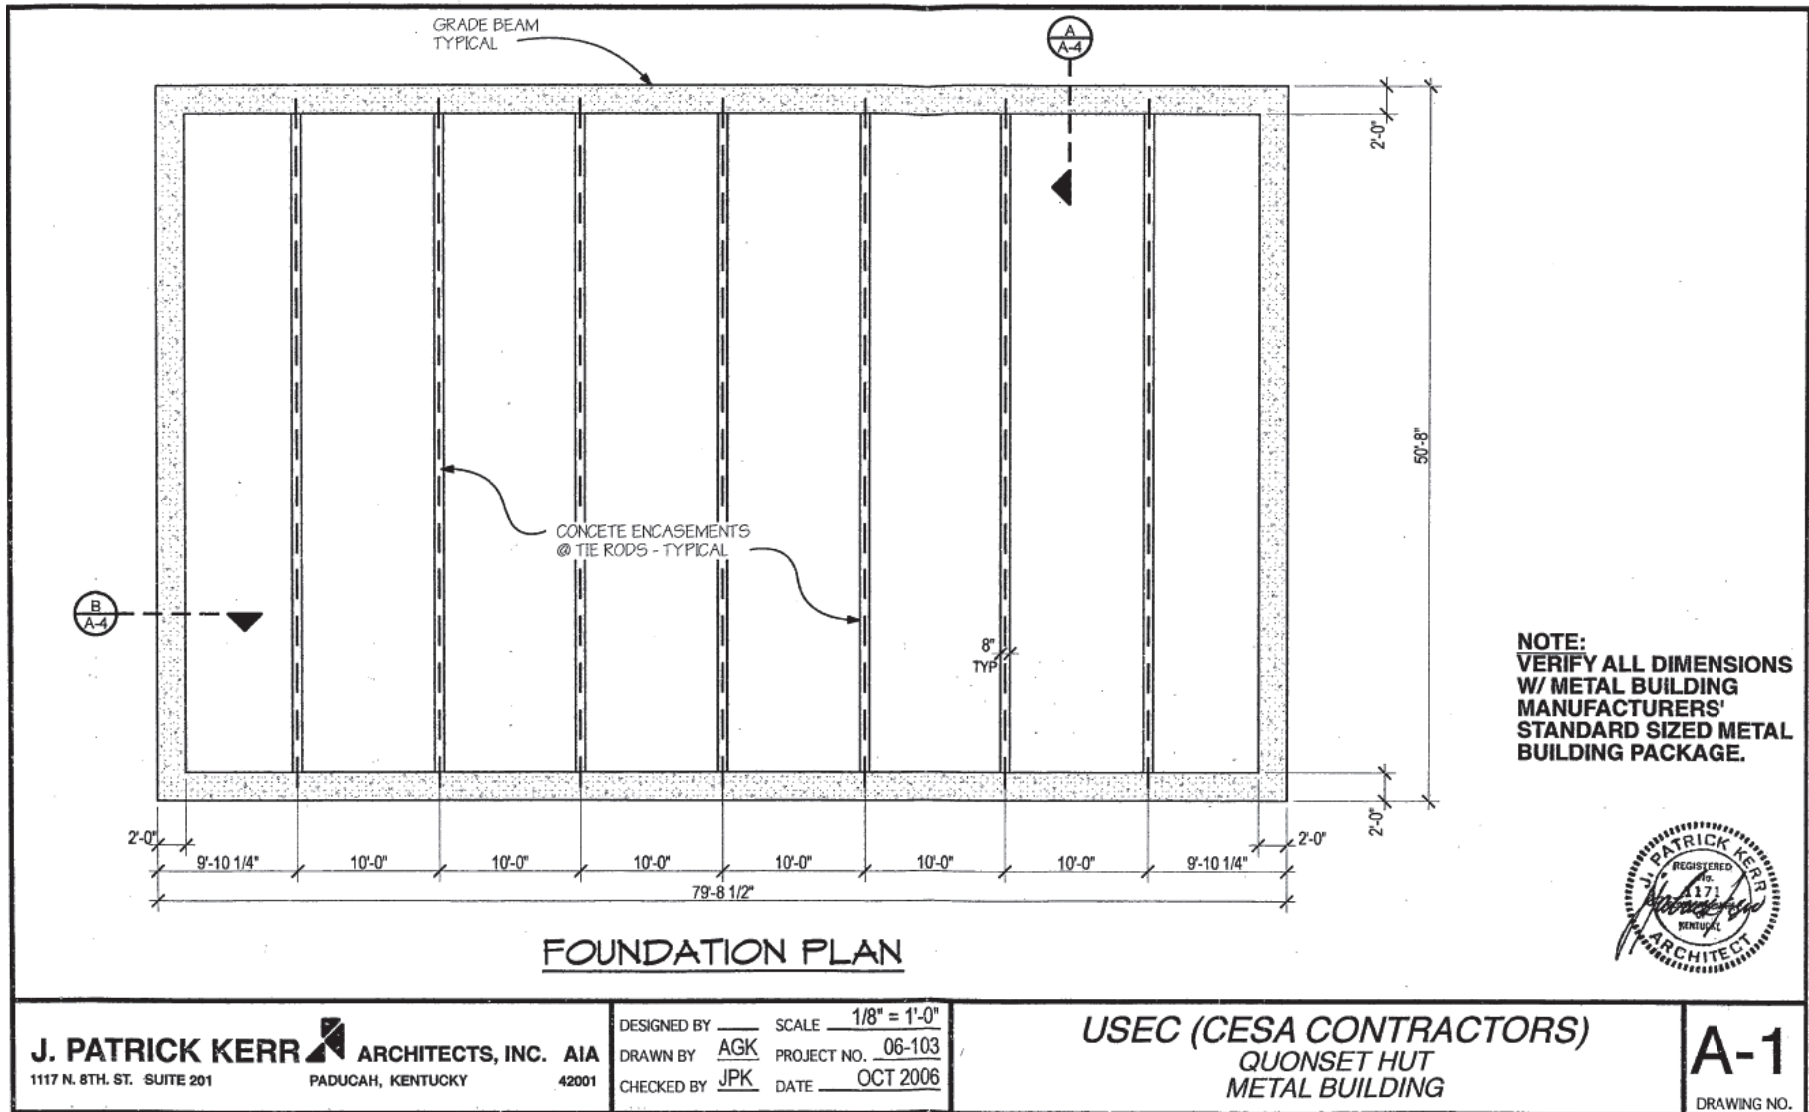 GRADE BEAM
TYPICAL
A
A-4
2'-0"
50'-8"
CONCETE ENCASEMENTS
@ TIE RODS - TYPICAL
B
A-4
8"
TYP
NOTE:
VERIFY ALL DIMENSIONS
W/ METAL BUILDING
MANUFACTURERS'
STANDARD SIZED METAL
BUILDING PACKAGE.
2'-0"
2'-0"
2'-0"
9'-10 1/4"
10'-0"
10'-0"
10'-0"
10'-0"
10'-0"
10'-0"
9'-10 1/4"
79'-8 1/2"
J. PATRICK KERR
REGISTERED
No.
1171
KENTUCKY
ARCHITECT
FOUNDATION PLAN
J. PATRICK KERR ARCHITECTS, INC. AIA
1117 N. 8TH. ST. SUITE 201 PADUCAH, KENTUCKY 42001
DESIGNED BY SCALE 1/8" = 1'-0"
DRAWN BY AGK PROJECT NO. 06-103
CHECKED BY JPK DATE OCT 2006
USEC (CESA CONTRACTORS)
QUONSET HUT
METAL BUILDING
A-1
DRAWING NO.